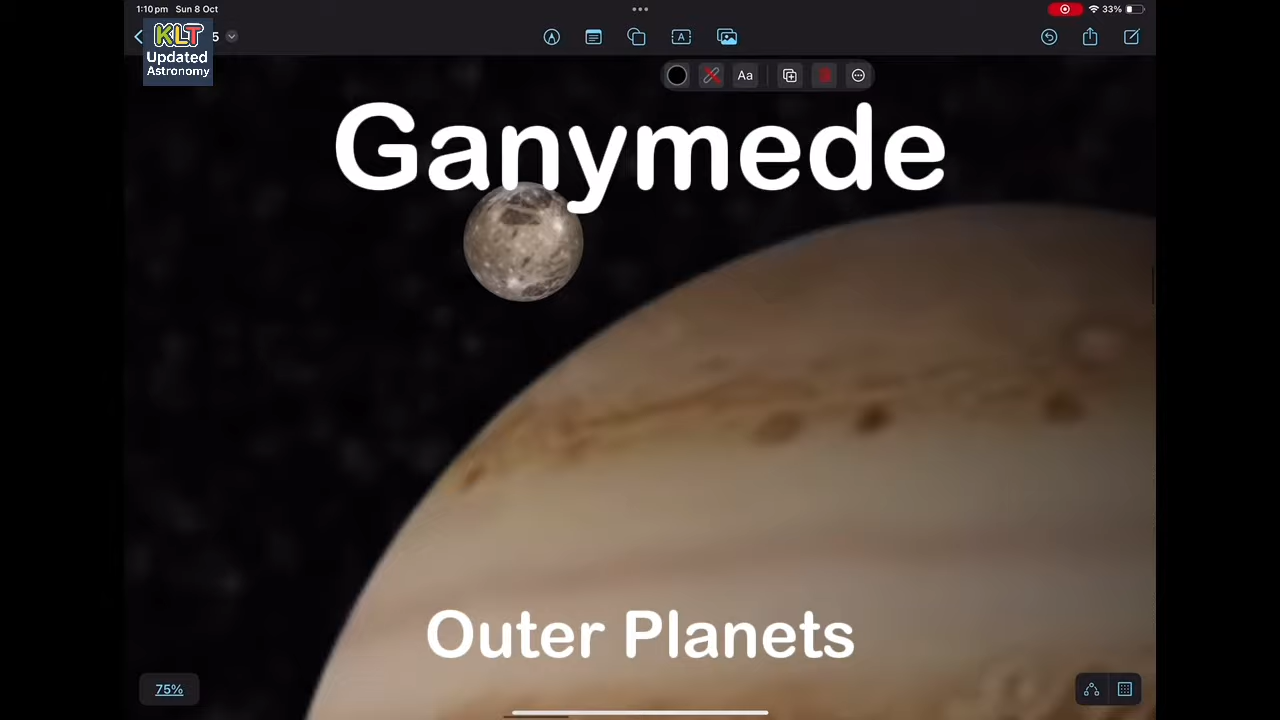 1:10 pm Sun 8 Oct
33%
KLT
Updated
Astronomy
5
A
Aa
Ganymede
Outer Planets
75%